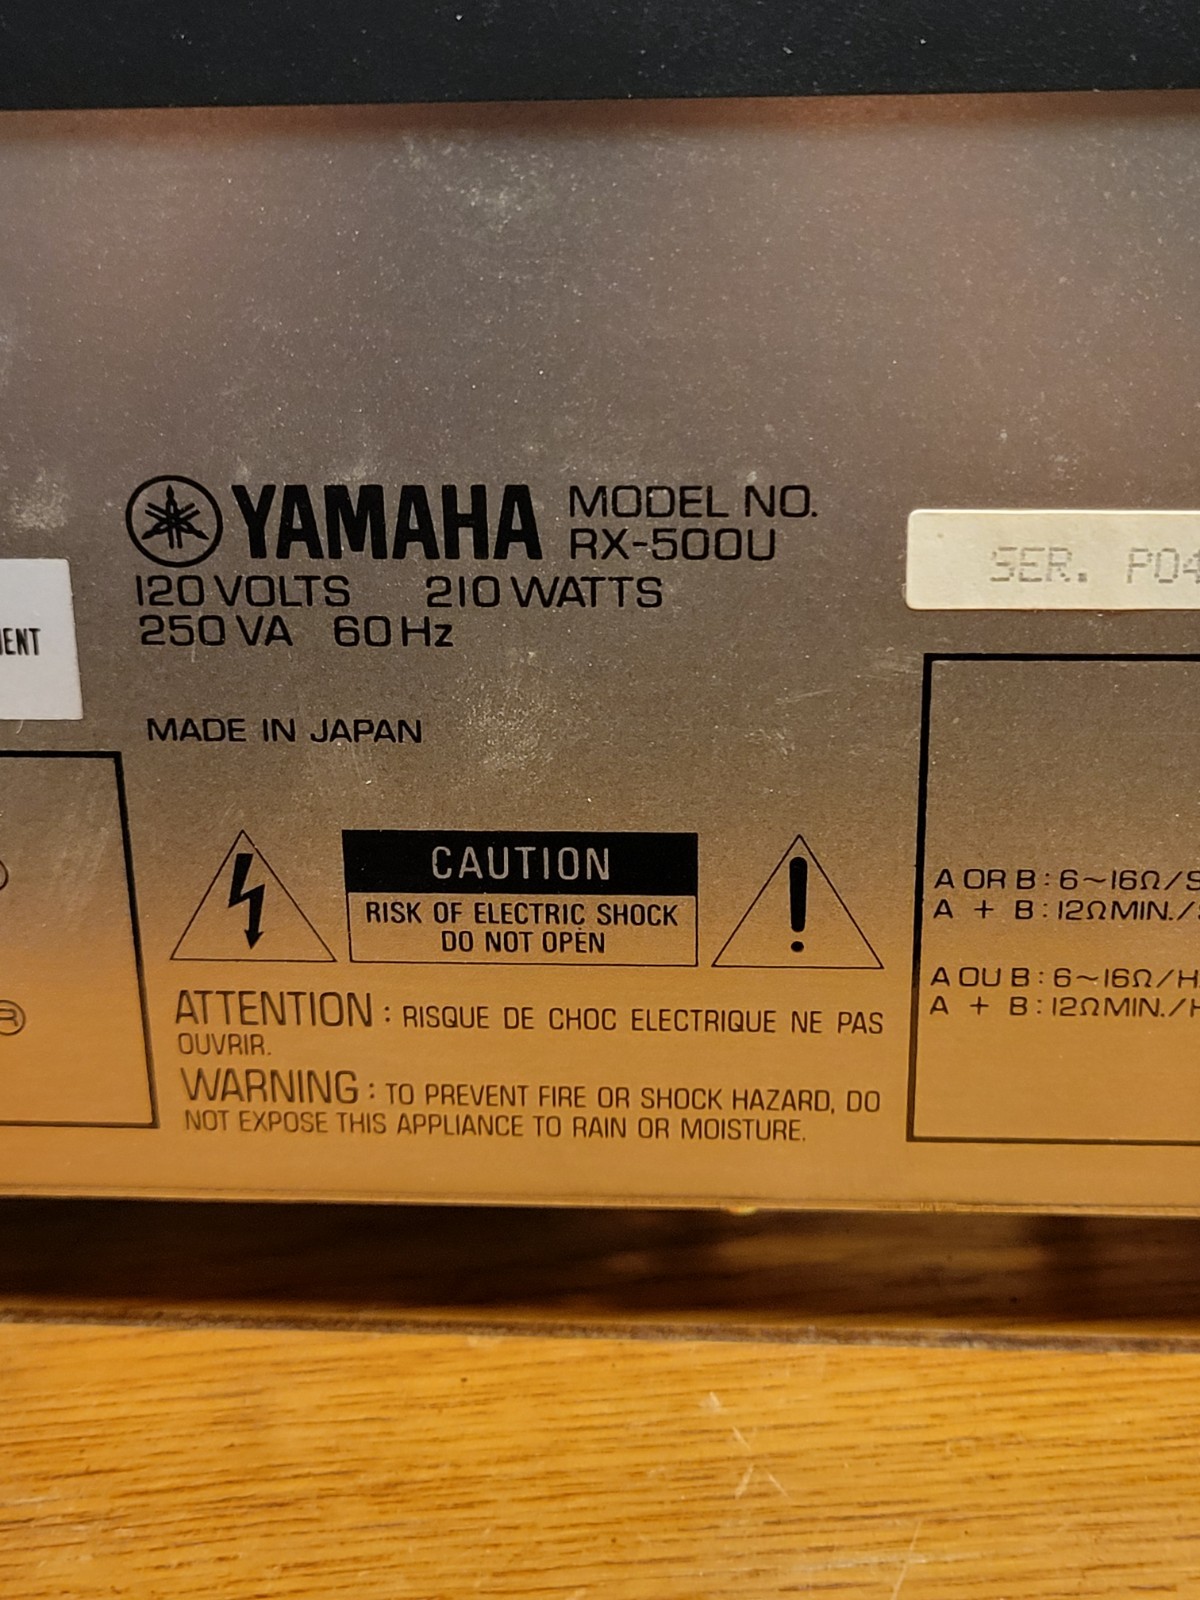 YAMAHA MODEL NO.
RX-500U
120 VOLTS 210 WATTS
250 VA 60 Hz
SER. P04
MADE IN JAPAN
CAUTION
RISK OF ELECTRIC SHOCK
DO NOT OPEN
ATTENTION : RISQUE DE CHOC ELECTRIQUE NE PAS
OUVRIR.
WARNING : TO PREVENT FIRE OR SHOCK HAZARD, DO
NOT EXPOSE THIS APPLIANCE TO RAIN OR MOISTURE.
A OR B : 6~16Ω/S
A + B : 12ΩMIN./
A OU B : 6~16Ω/H
A + B : 12ΩMIN./H